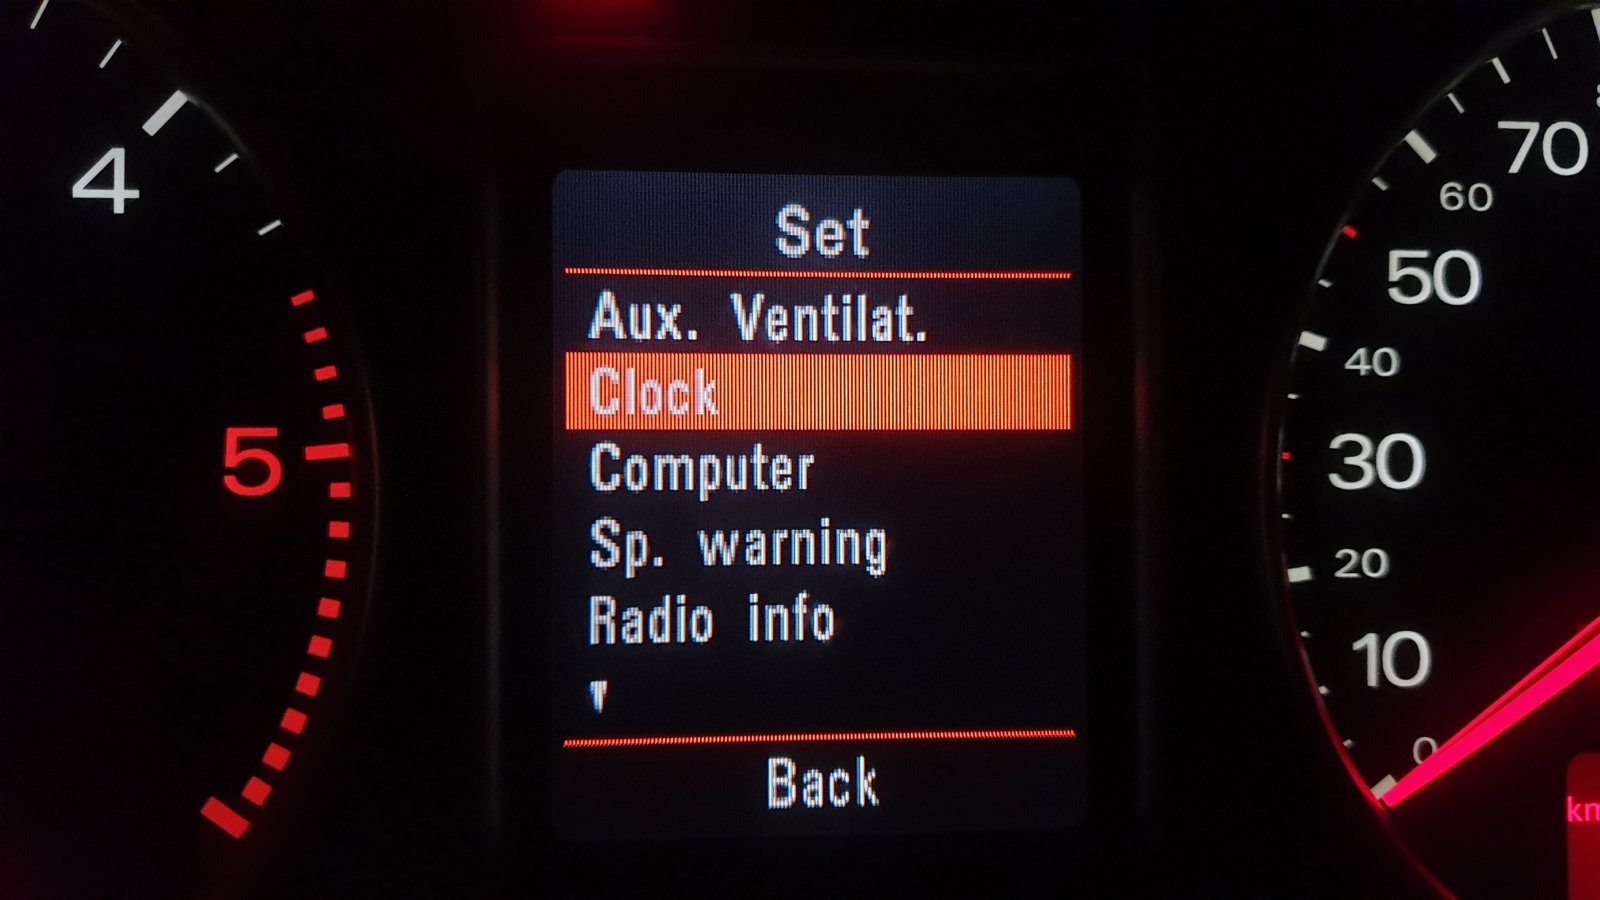 Set
Aux. Ventilat.
Clock
Computer
Sp. warning
Radio info
Back
4
5
70
60
50
40
30
20
10
0